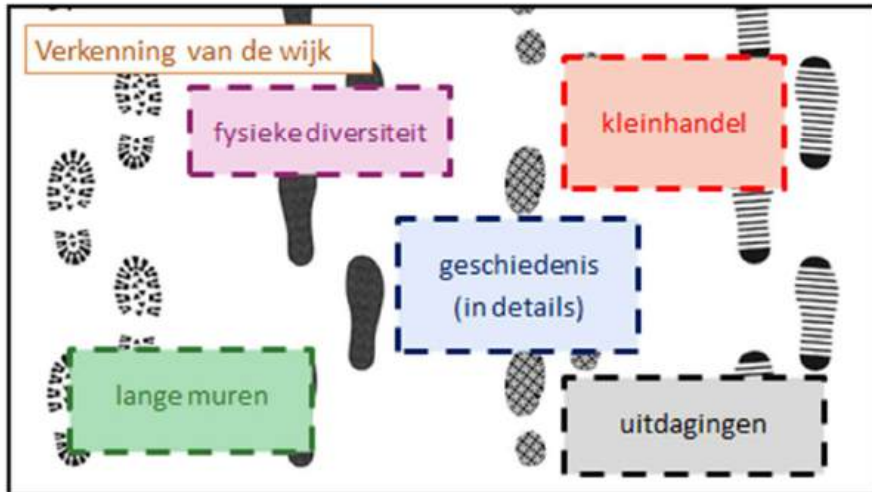 Verkenning van de wijk
fysieke diversiteit
kleinhandel
geschiedenis
(in details)
lange muren
uitdagingen